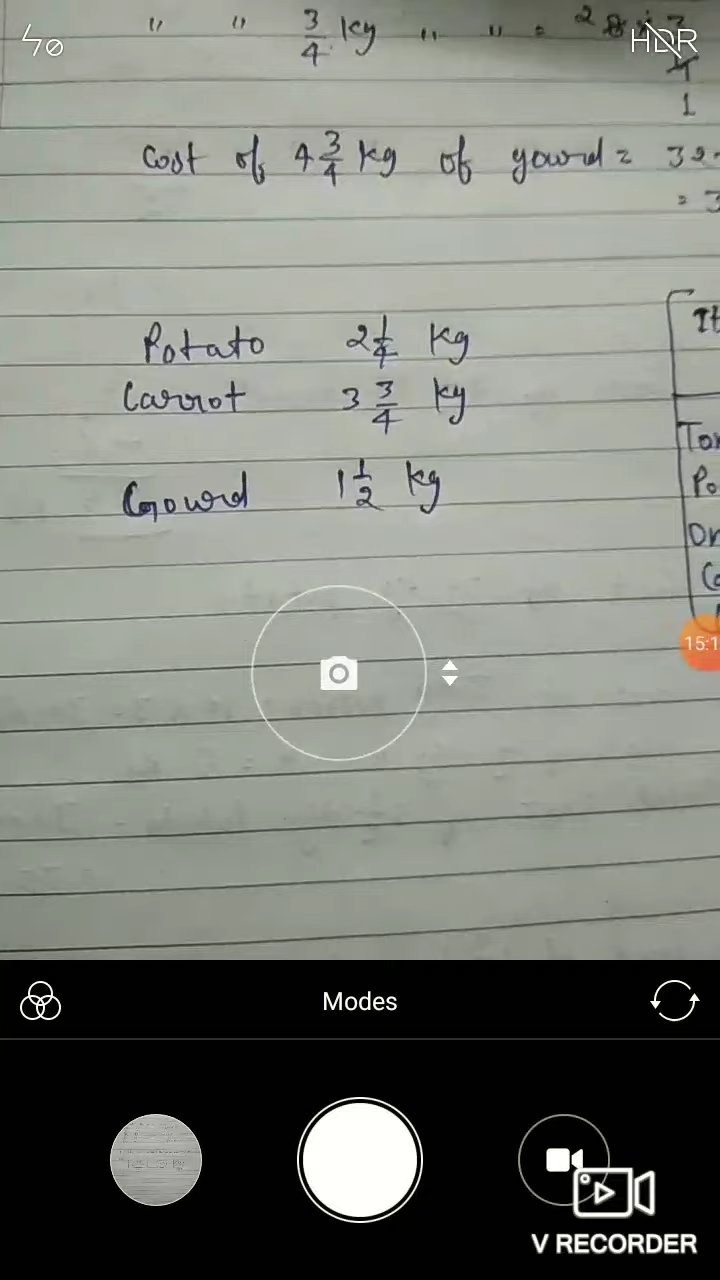 " " 3/4 kg " " =
HDR
1
Cost of 4 3/4 kg of gourd =
Potato 2 1/4 kg
Carrot 3 3/4 kg
Gourd 1 1/2 kg
15:1
Modes
V RECORDER